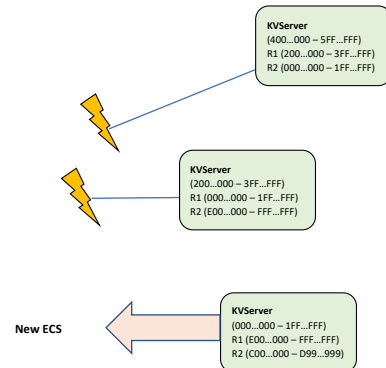 KVServer
(400...000 – 5FF...FFF)
R1 (200...000 – 3FF...FFF)
R2 (000...000 – 1FF...FFF)
KVServer
(200...000 – 3FF...FFF)
R1 (000...000 – 1FF...FFF)
R2 (E00...000 – FFF...FFF)
New ECS
KVServer
(000...000 – 1FF...FFF)
R1 (E00...000 – FFF...FFF)
R2 (C00...000 – D99...999)